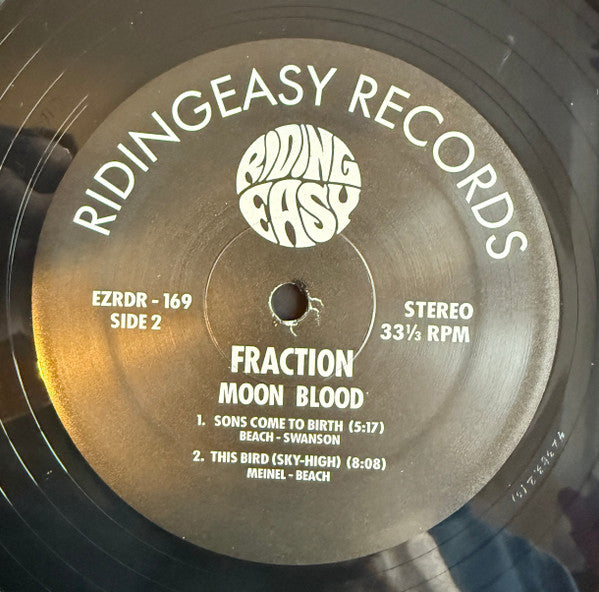 RIDINGEASY RECORDS
RIDING
EASY
EZRDR - 169
SIDE 2
STEREO
33⅓ RPM
FRACTION
MOON BLOOD
1. SONS COME TO BIRTH (5:17)
BEACH - SWANSON
2. THIS BIRD (SKY-HIGH) (8:08)
MEINEL - BEACH